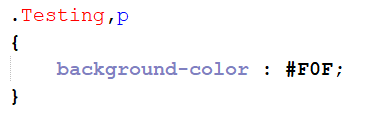 .Testing,p
{
background-color : #F0F;
}